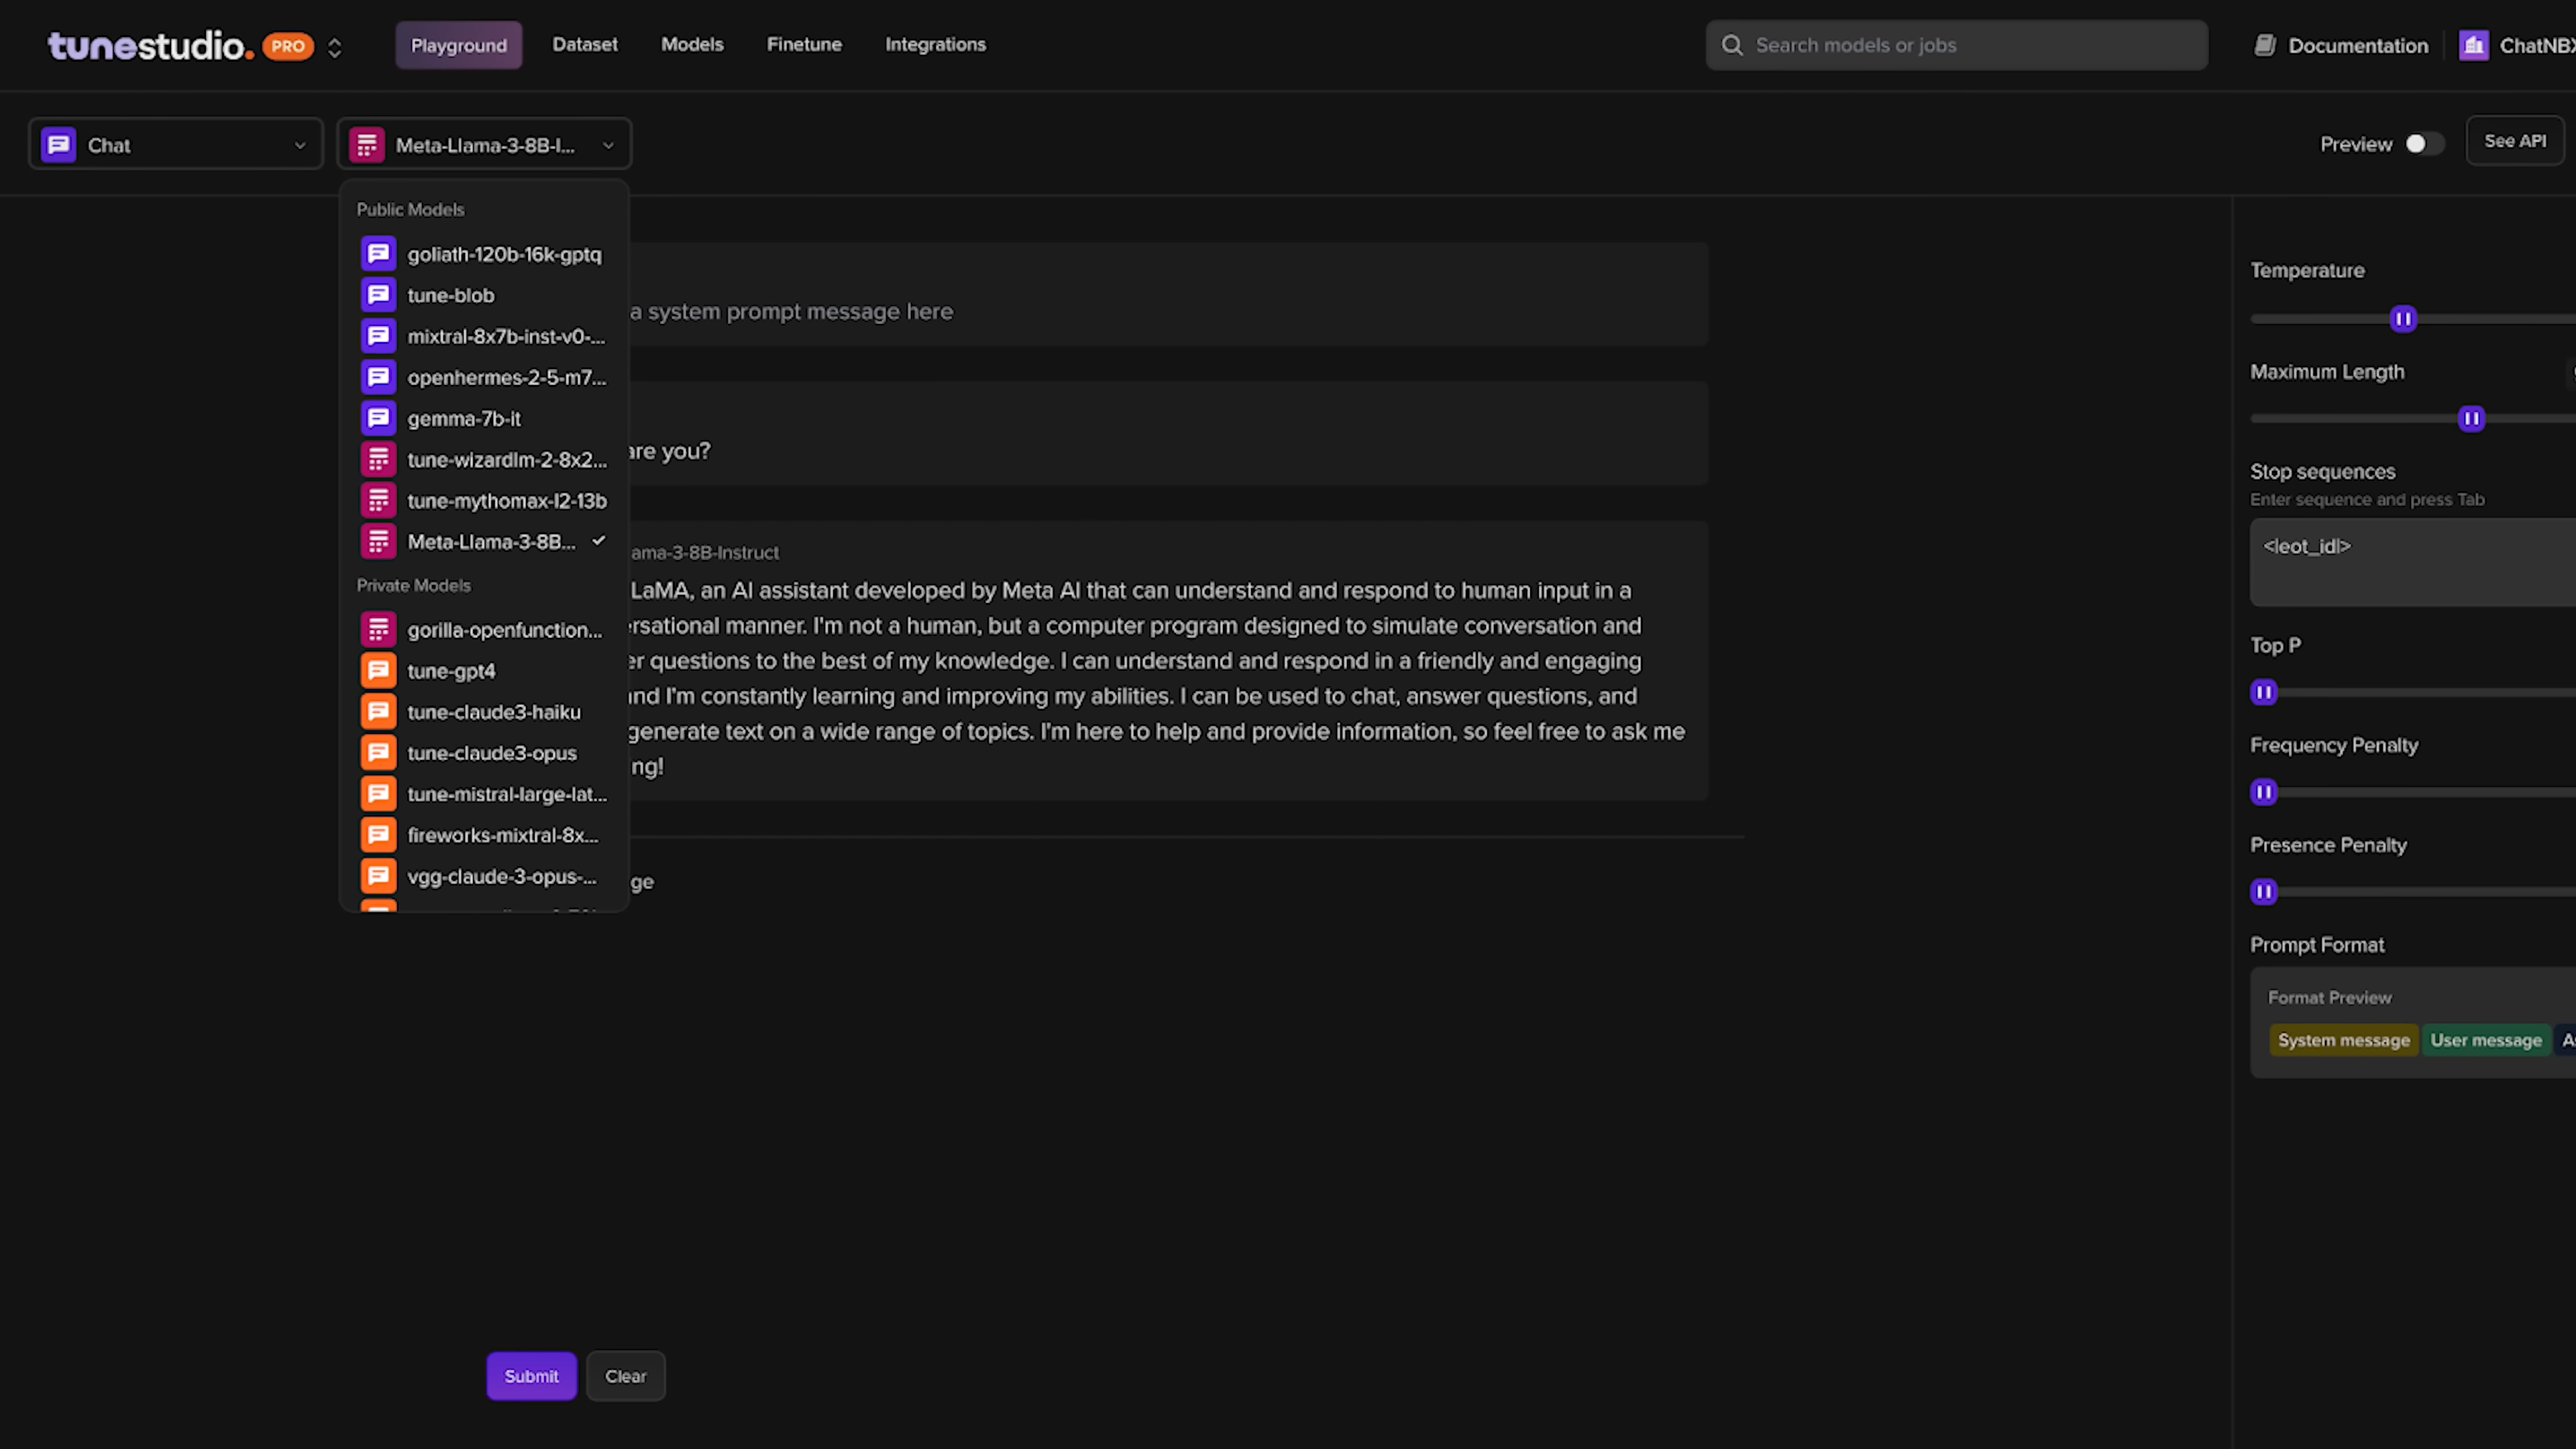 tunestudio. PRO
Playground
Dataset
Models
Finetune
Integrations
Search models or jobs
Documentation
ChatNBX
Chat
Meta-Llama-3-8B-I...
Preview
See API
Public Models
goliath-120b-16k-gptq
tune-blob
mixtral-8x7b-inst-v0-...
openhermes-2-5-m7...
gemma-7b-it
tune-wizardlm-2-8x2...
tune-mythomax-l2-13b
Meta-Llama-3-8B...
Private Models
gorilla-openfunction...
tune-gpt4
tune-claude3-haiku
tune-claude3-opus
tune-mistral-large-lat...
fireworks-mixtral-8x...
vgg-claude-3-opus-...
a system prompt message here
are you?
ama-3-8B-Instruct
LaMA, an AI assistant developed by Meta AI that can understand and respond to human input in a
ersational manner. I'm not a human, but a computer program designed to simulate conversation and
er questions to the best of my knowledge. I can understand and respond in a friendly and engaging
and I'm constantly learning and improving my abilities. I can be used to chat, answer questions, and
generate text on a wide range of topics. I'm here to help and provide information, so feel free to ask me
ng!
ge
Submit
Clear
Temperature
Maximum Length
Stop sequences
Enter sequence and press Tab
<|eot_id|>
Top P
Frequency Penalty
Presence Penalty
Prompt Format
Format Preview
System message
User message